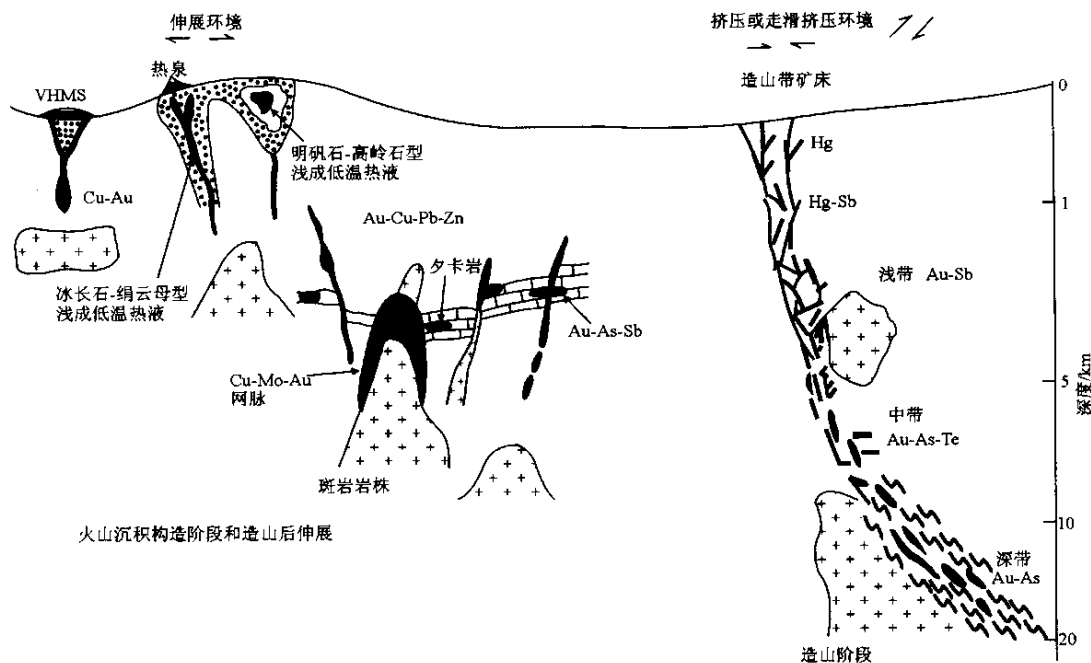 伸展环境
挤压或走滑挤压环境
热泉
造山带矿床
0
VHMS
Hg
明矾石-高岭石型
浅成低温热液
Cu-Au
Hg-Sb
1
Au-Cu-Pb-Zn
夕卡岩
浅带 Au-Sb
冰长石-绢云母型
浅成低温热液
Au-As-Sb
Cu-Mo-Au
网脉
5
深度/km
中带
Au-As-Te
斑岩岩株
10
火山沉积构造阶段和造山后伸展
深带
Au-As
20
造山阶段